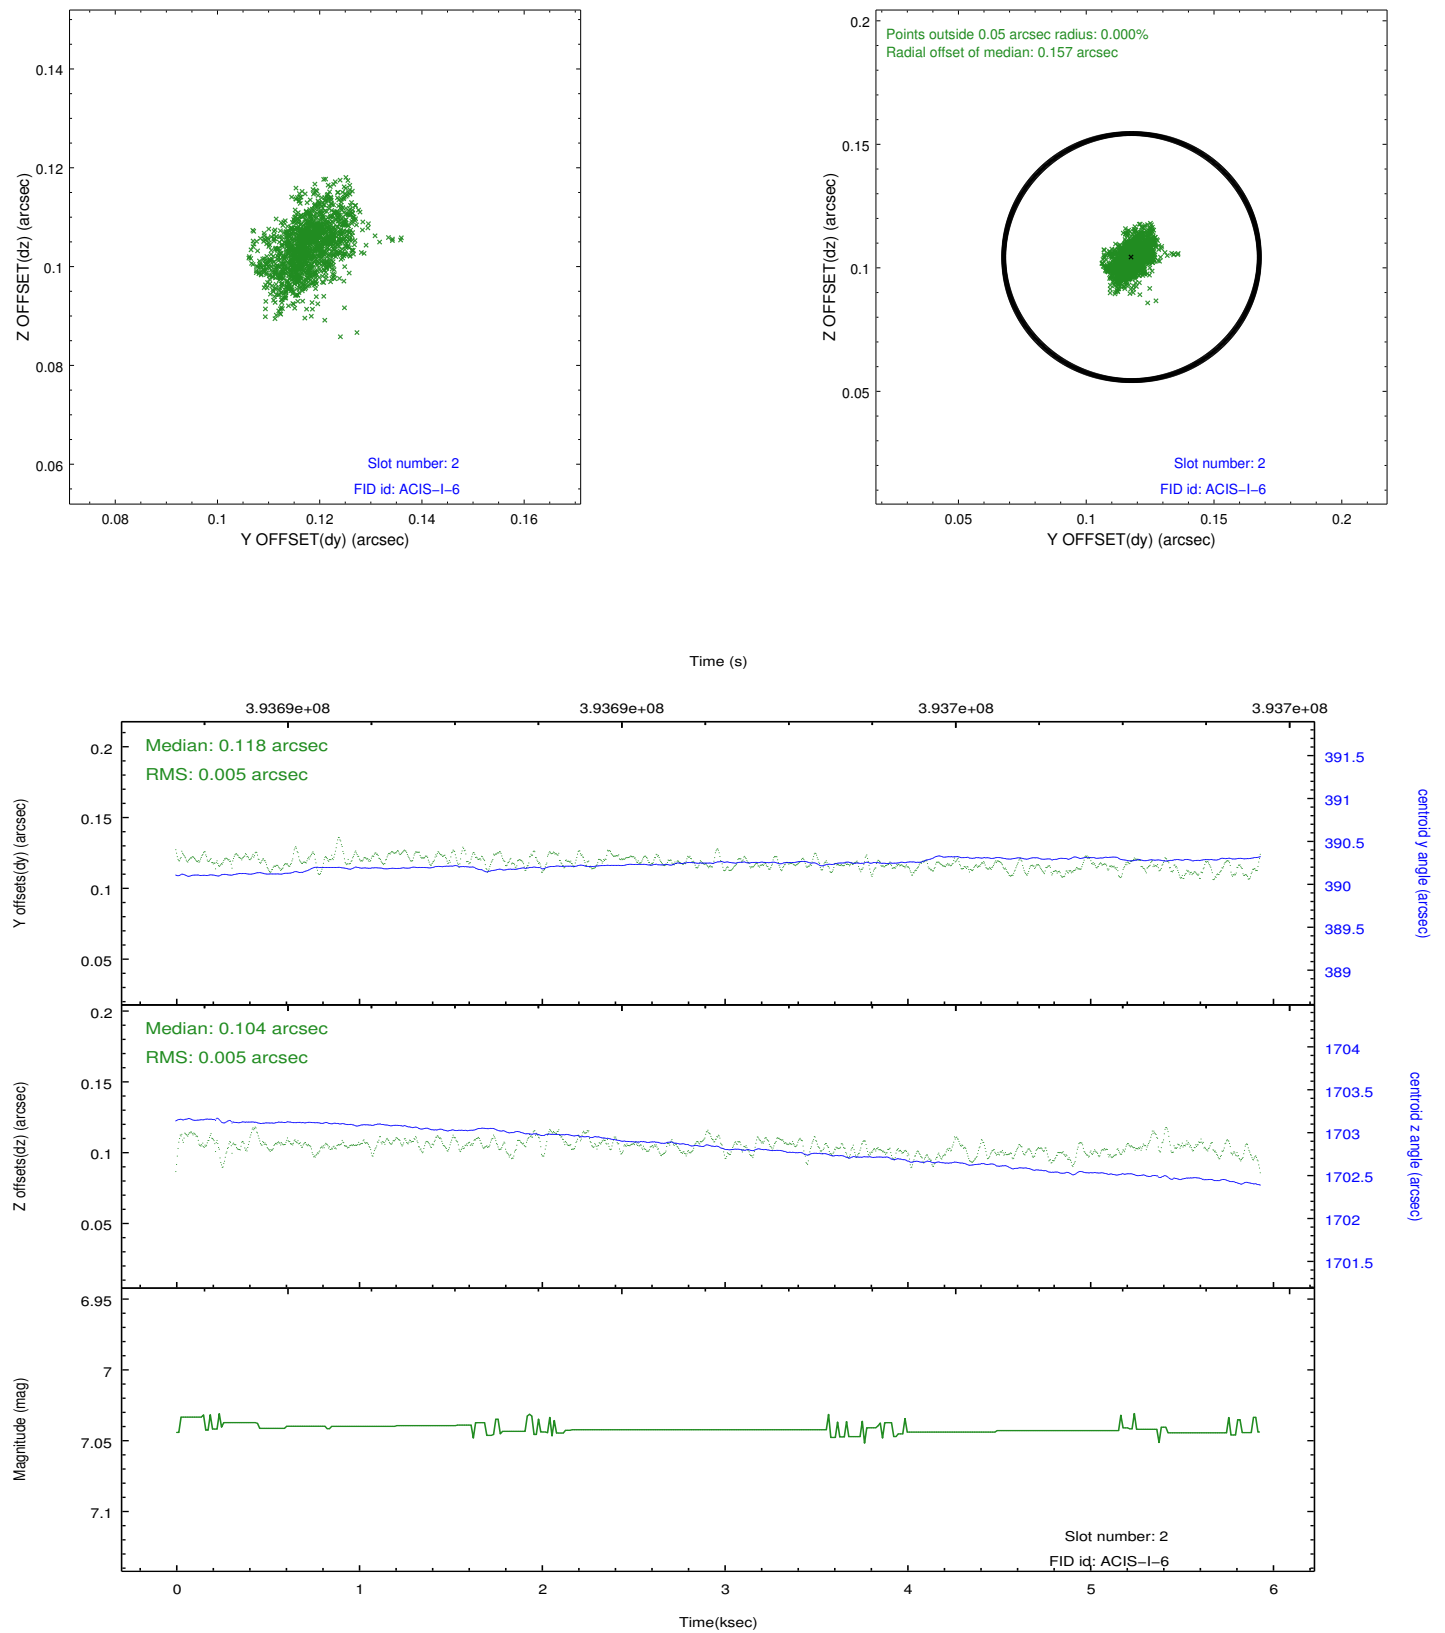 0.14
0.12
0.1
0.08
0.06
Z OFFSET(dz) (arcsec)
0.08
0.1
0.12
0.14
0.16
Y OFFSET(dy) (arcsec)
Slot number: 2
FID id: ACIS−I−6
Points outside 0.05 arcsec radius: 0.000%
Radial offset of median: 0.157 arcsec
0.2
0.15
0.1
0.05
Z OFFSET(dz) (arcsec)
0.05
0.1
0.15
0.2
Y OFFSET(dy) (arcsec)
Slot number: 2
FID id: ACIS−I−6
Time (s)
3.9369e+08
3.9369e+08
3.937e+08
3.937e+08
Median: 0.118 arcsec
RMS: 0.005 arcsec
0.2
0.15
0.1
0.05
Y offsets(dy) (arcsec)
391.5
391
390.5
390
389.5
389
centroid y angle (arcsec)
Median: 0.104 arcsec
RMS: 0.005 arcsec
0.2
0.15
0.1
0.05
Z offsets(dz) (arcsec)
1704
1703.5
1703
1702.5
1702
1701.5
centroid z angle (arcsec)
6.95
7
7.05
7.1
Magnitude (mag)
Slot number: 2
FID id: ACIS−I−6
0
1
2
3
4
5
6
Time(ksec)